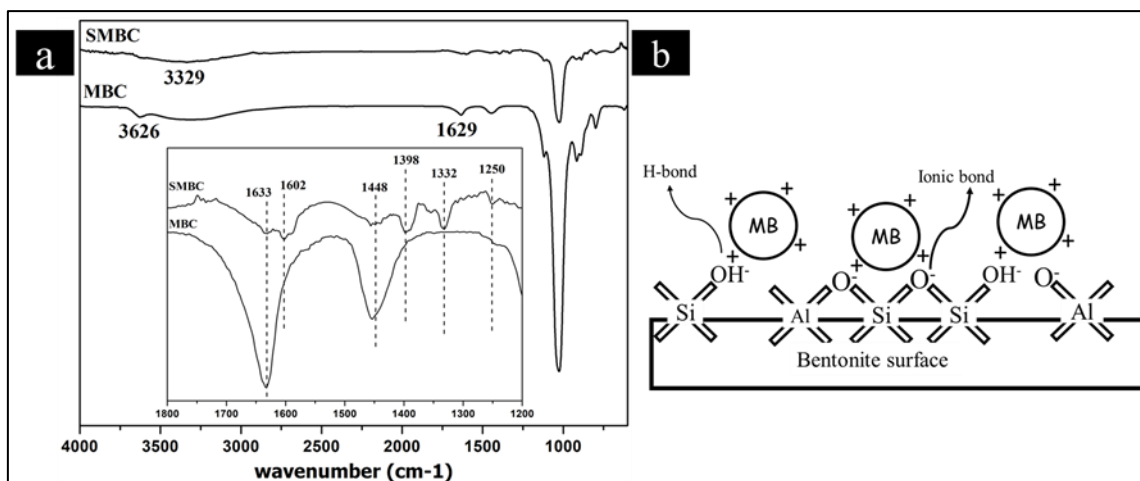 a
SMBC
3329
MBC
3626
1629
SMBC
MBC
1633
1602
1448
1398
1332
1250
1800 1700 1600 1500 1400 1300 1200
4000 3500 3000 2500 2000 1500 1000
wavenumber (cm-1)
b
H-bond
Ionic bond
+ + + + + +
MB MB MB
+ + + + + +
OH- O- O- OH- O-
Si Al Si Si Al
Bentonite surface